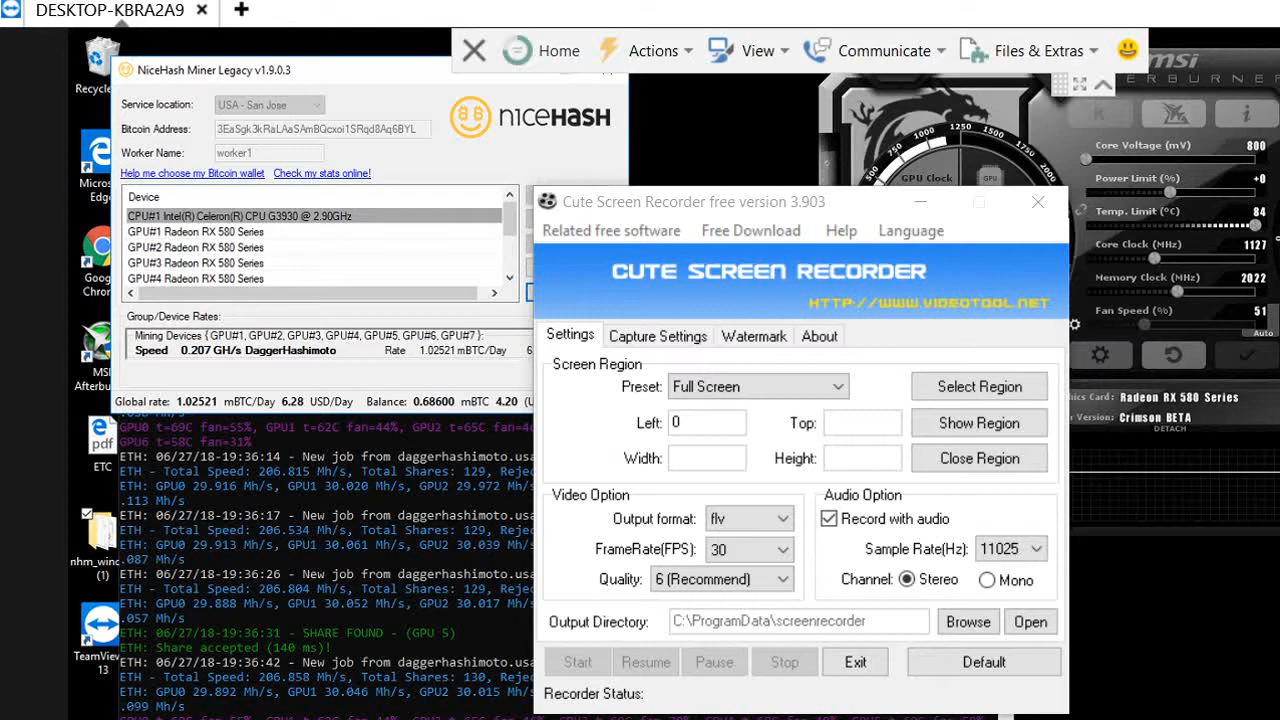 DESKTOP-KBRA2A9
Home
Actions
View
Communicate
Files & Extras
Recycle
NiceHash Miner Legacy v1.9.0.3
Service location:
USA - San Jose
Bitcoin Address:
3EaSgk3kRaLAaSAmBQcxoi1SRqd8Aq6BYL
Worker Name:
worker1
Help me choose my Bitcoin wallet
Check my stats online!
NICEHASH
Device
CPU#1 Intel(R) Celeron(R) CPU G3930 @ 2.90GHz
GPU#1 Radeon RX 580 Series
GPU#2 Radeon RX 580 Series
GPU#3 Radeon RX 580 Series
GPU#4 Radeon RX 580 Series
Group/Device Rates:
Mining Devices { GPU#1, GPU#2, GPU#3, GPU#4, GPU#5, GPU#6, GPU#7 }:
Speed 0.207 GH/s DaggerHashimoto Rate 1.02521 mBTC/Day 6.
Global rate: 1.02521 mBTC/Day 6.28 USD/Day Balance: 0.68600 mBTC 4.20 (U
Micros
Edge
Goog
Chron
MSI
Afterbu
pdf
ETC
nhm_wind
(1)
TeamView
13
GPU0 t=69C fan=55%, GPU1 t=62C fan=44%, GPU2 t=65C fan=4
GPU6 t=58C fan=31%
ETH: 06/27/18-19:36:14 - New job from daggerhashimoto.usa
ETH - Total Speed: 206.815 Mh/s, Total Shares: 129, Reje
ETH: GPU0 29.916 Mh/s, GPU1 30.020 Mh/s, GPU2 29.972 Mh/s,
.113 Mh/s
ETH: 06/27/18-19:36:17 - New job from daggerhashimoto.usa
ETH - Total Speed: 206.534 Mh/s, Total Shares: 129, Reje
ETH: GPU0 29.913 Mh/s, GPU1 30.061 Mh/s, GPU2 30.039 Mh/s,
.087 Mh/s
ETH: 06/27/18-19:36:26 - New job from daggerhashimoto.usa
ETH - Total Speed: 206.804 Mh/s, Total Shares: 129, Reje
ETH: GPU0 29.888 Mh/s, GPU1 30.052 Mh/s, GPU2 30.017 Mh/s,
.057 Mh/s
ETH: 06/27/18-19:36:31 - SHARE FOUND - (GPU 5)
ETH: Share accepted (140 ms)!
ETH: 06/27/18-19:36:42 - New job from daggerhashimoto.usa
ETH - Total Speed: 206.858 Mh/s, Total Shares: 130, Reje
ETH: GPU0 29.892 Mh/s, GPU1 30.046 Mh/s, GPU2 30.015 Mh/s,
.099 Mh/s
Cute Screen Recorder free version 3.903
Related free software
Free Download
Help
Language
CUTE SCREEN RECORDER
HTTP://WWW.VIDEOTOOL.NET
Settings
Capture Settings
Watermark
About
Screen Region
Preset:
Full Screen
Select Region
Left:
0
Top:
Show Region
Width:
Height:
Close Region
Video Option
Output format:
flv
FrameRate(FPS):
30
Quality:
6 (Recommend)
Audio Option
Record with audio
Sample Rate(Hz):
11025
Channel:
Stereo
Mono
Output Directory:
C:\ProgramData\screenrecorder
Browse
Open
Start
Resume
Pause
Stop
Exit
Default
Recorder Status:
msi
500
750
1000
1250
1500
1750
2000
GPU Clock
GPU
K
i
Core Voltage (mV)
800
Power Limit (%)
+0
Temp. Limit (°C)
84
Core Clock (MHz)
1127
Memory Clock (MHz)
2022
Fan Speed (%)
51
Auto
hics Card: Radeon RX 580 Series
Version: Crimson BETA
DETACH